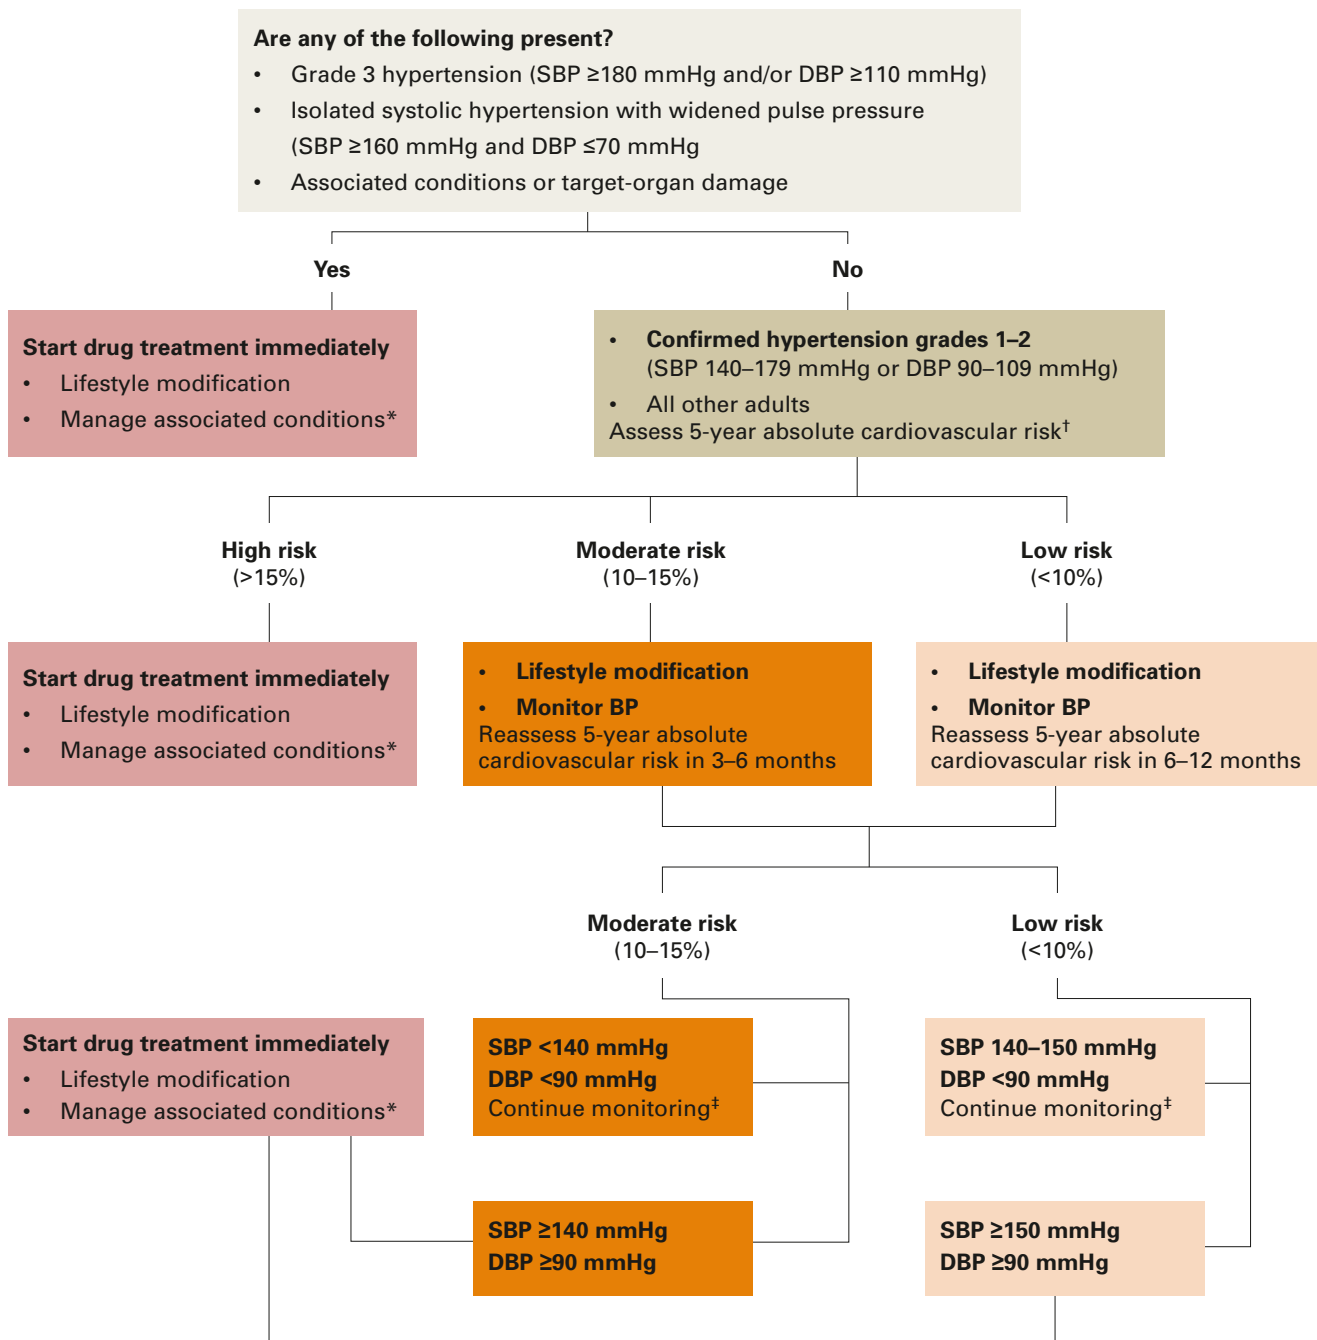 Are any of the following present?
• Grade 3 hypertension (SBP ≥180 mmHg and/or DBP ≥110 mmHg)
• Isolated systolic hypertension with widened pulse pressure
(SBP ≥160 mmHg and DBP ≤70 mmHg
• Associated conditions or target-organ damage
Yes
No
Start drug treatment immediately
• Lifestyle modification
• Manage associated conditions*
• Confirmed hypertension grades 1–2
(SBP 140–179 mmHg or DBP 90–109 mmHg)
• All other adults
Assess 5-year absolute cardiovascular risk†
High risk
(>15%)
Moderate risk
(10–15%)
Low risk
(<10%)
Start drug treatment immediately
• Lifestyle modification
• Manage associated conditions*
• Lifestyle modification
• Monitor BP
Reassess 5-year absolute
cardiovascular risk in 3–6 months
• Lifestyle modification
• Monitor BP
Reassess 5-year absolute
cardiovascular risk in 6–12 months
Moderate risk
(10–15%)
Low risk
(<10%)
Start drug treatment immediately
• Lifestyle modification
• Manage associated conditions*
SBP <140 mmHg
DBP <90 mmHg
Continue monitoring‡
SBP 140–150 mmHg
DBP <90 mmHg
Continue monitoring‡
SBP ≥140 mmHg
DBP ≥90 mmHg
SBP ≥150 mmHg
DBP ≥90 mmHg